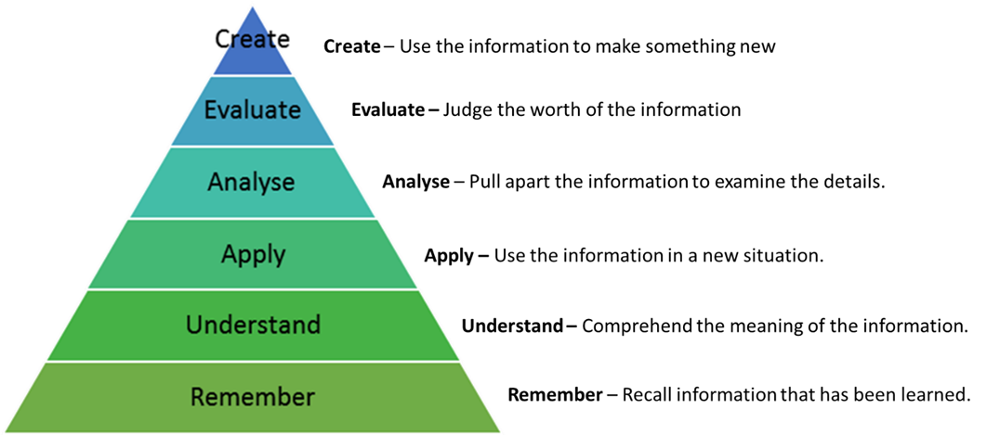 Create
Create – Use the information to make something new
Evaluate
Evaluate – Judge the worth of the information
Analyse
Analyse – Pull apart the information to examine the details.
Apply
Apply – Use the information in a new situation.
Understand
Understand – Comprehend the meaning of the information.
Remember
Remember – Recall information that has been learned.